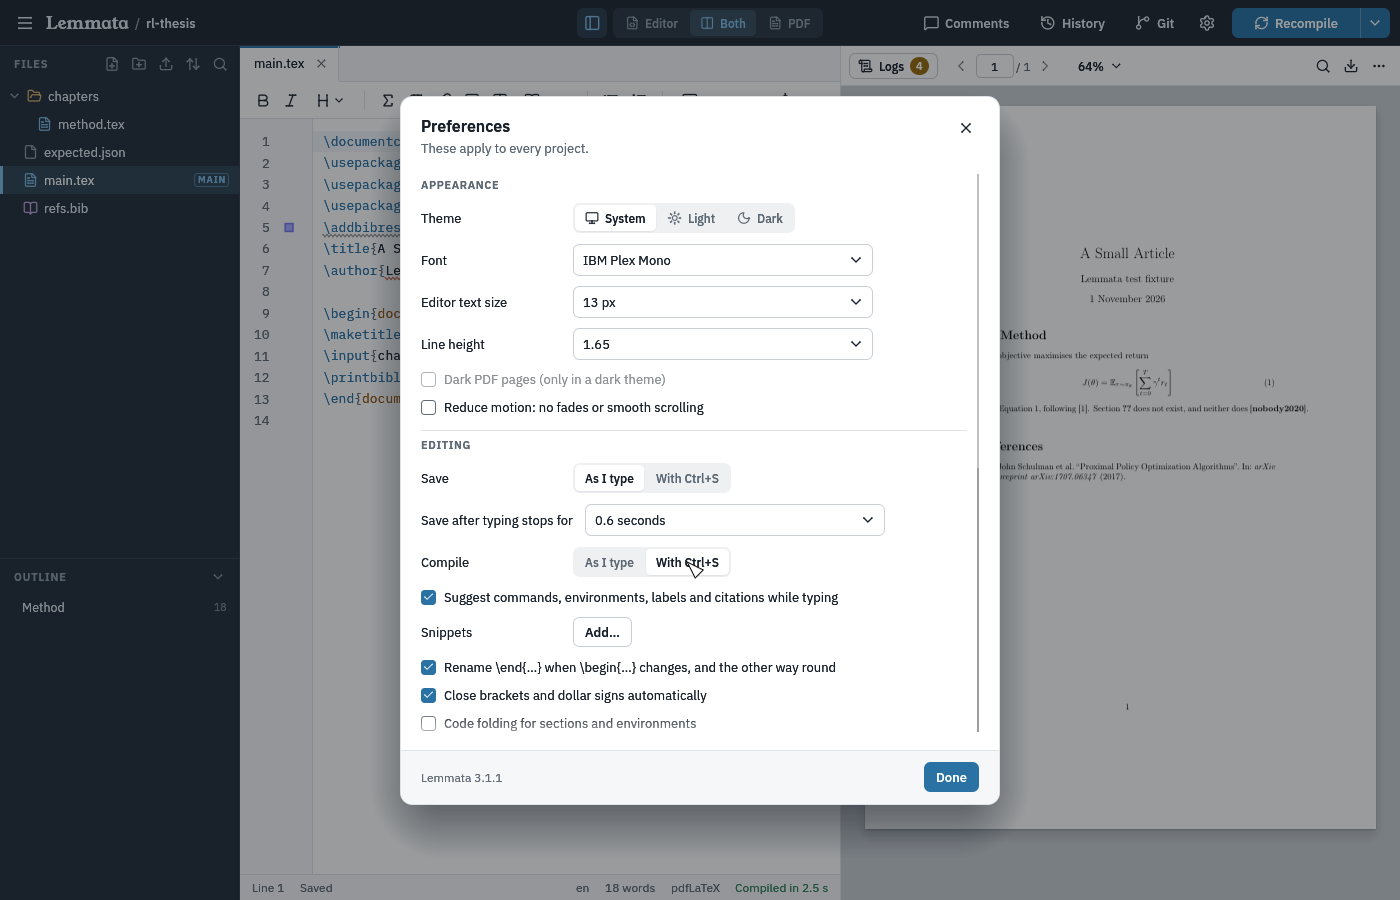 Lemmata / rl-thesis
Editor Both PDF
Comments History Git Recompile
FILES
chapters
method.tex
expected.json
main.tex MAIN
refs.bib
OUTLINE
Method 18
main.tex
Logs 4 1 / 1 64%
B I H Σ
1 \documentc
2 \usepackag
3 \usepackag
4 \usepackag
5 \addbibres
6 \title{A S
7 \author{Le
8
9 \begin{doc
10 \maketitle
11 \input{cha
12 \printbibl
13 \end{docum
14
Preferences
These apply to every project.
APPEARANCE
Theme System Light Dark
Font IBM Plex Mono
Editor text size 13 px
Line height 1.65
Dark PDF pages (only in a dark theme)
Reduce motion: no fades or smooth scrolling
EDITING
Save As I type With Ctrl+S
Save after typing stops for 0.6 seconds
Compile As I type With Ctrl+S
Suggest commands, environments, labels and citations while typing
Snippets Add...
Rename \end{...} when \begin{...} changes, and the other way round
Close brackets and dollar signs automatically
Code folding for sections and environments
Lemmata 3.1.1 Done
A Small Article
Lemmata test fixture
1 November 2026
Method
bjective maximises the expected return
(1)
Equation 1, following [1]. Section ?? does not exist, and neither does [nobody2020].
erences
John Schulman et al. “Proximal Policy Optimization Algorithms”. In: arXiv
preprint arXiv:1707.06347 (2017).
1
Line 1 Saved en 18 words pdfLaTeX Compiled in 2.5 s